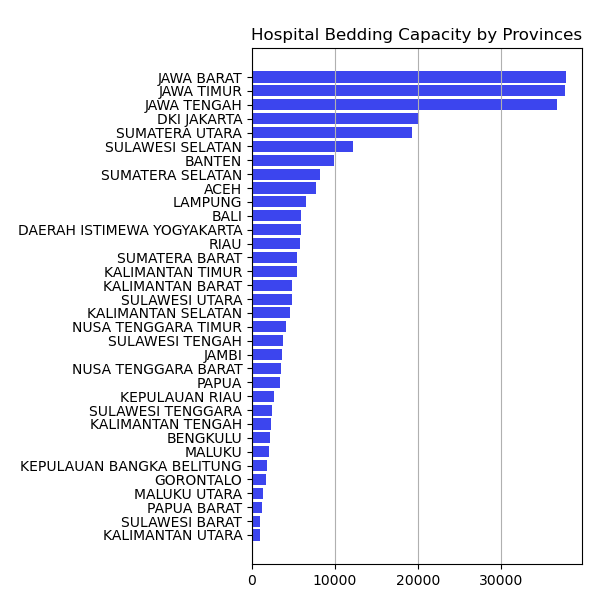 Hospital Bedding Capacity by Provinces
JAWA BARAT
JAWA TIMUR
JAWA TENGAH
DKI JAKARTA
SUMATERA UTARA
SULAWESI SELATAN
BANTEN
SUMATERA SELATAN
ACEH
LAMPUNG
BALI
DAERAH ISTIMEWA YOGYAKARTA
RIAU
SUMATERA BARAT
KALIMANTAN TIMUR
KALIMANTAN BARAT
SULAWESI UTARA
KALIMANTAN SELATAN
NUSA TENGGARA TIMUR
SULAWESI TENGAH
JAMBI
NUSA TENGGARA BARAT
PAPUA
KEPULAUAN RIAU
SULAWESI TENGGARA
KALIMANTAN TENGAH
BENGKULU
MALUKU
KEPULAUAN BANGKA BELITUNG
GORONTALO
MALUKU UTARA
PAPUA BARAT
SULAWESI BARAT
KALIMANTAN UTARA
0 10000 20000 30000